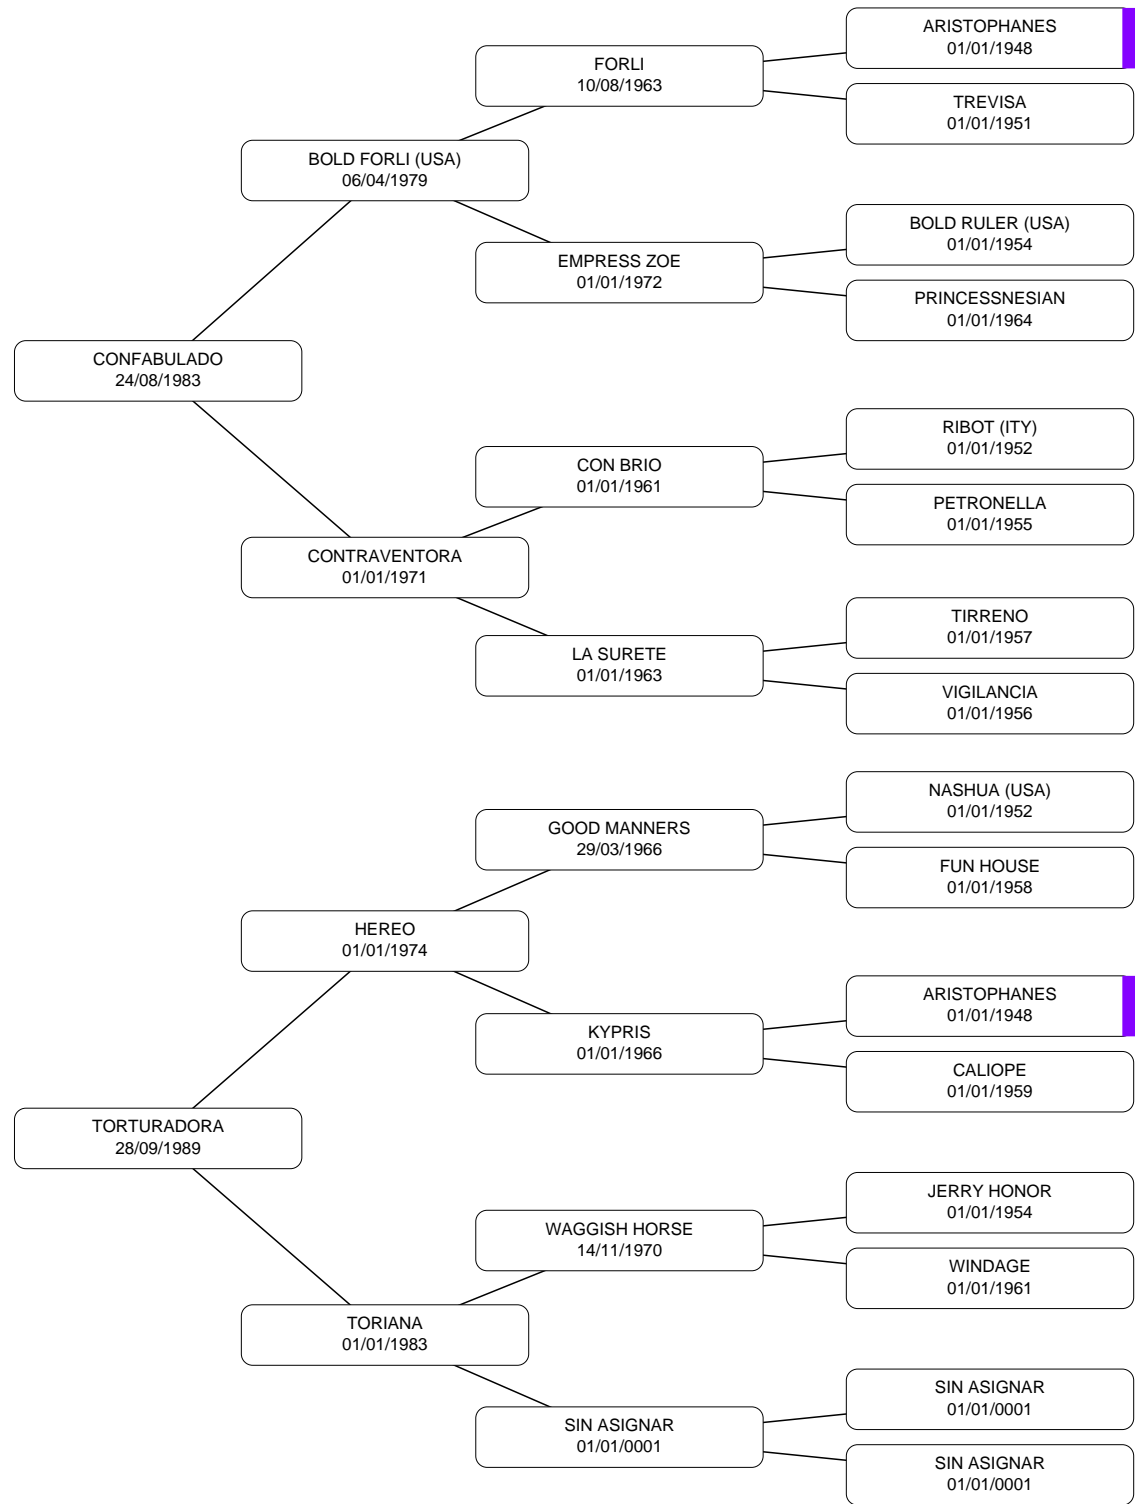 ARISTOPHANES
01/01/1948
FORLI
10/08/1963
TREVISA
01/01/1951
BOLD FORLI (USA)
06/04/1979
BOLD RULER (USA)
01/01/1954
EMPRESS ZOE
01/01/1972
PRINCESSNESIAN
01/01/1964
CONFABULADO
24/08/1983
RIBOT (ITY)
01/01/1952
CON BRIO
01/01/1961
PETRONELLA
01/01/1955
CONTRAVENTORA
01/01/1971
TIRRENO
01/01/1957
LA SURETE
01/01/1963
VIGILANCIA
01/01/1956
NASHUA (USA)
01/01/1952
GOOD MANNERS
29/03/1966
FUN HOUSE
01/01/1958
HEREO
01/01/1974
ARISTOPHANES
01/01/1948
KYPRIS
01/01/1966
CALIOPE
01/01/1959
TORTURADORA
28/09/1989
JERRY HONOR
01/01/1954
WAGGISH HORSE
14/11/1970
WINDAGE
01/01/1961
TORIANA
01/01/1983
SIN ASIGNAR
01/01/0001
SIN ASIGNAR
01/01/0001
SIN ASIGNAR
01/01/0001